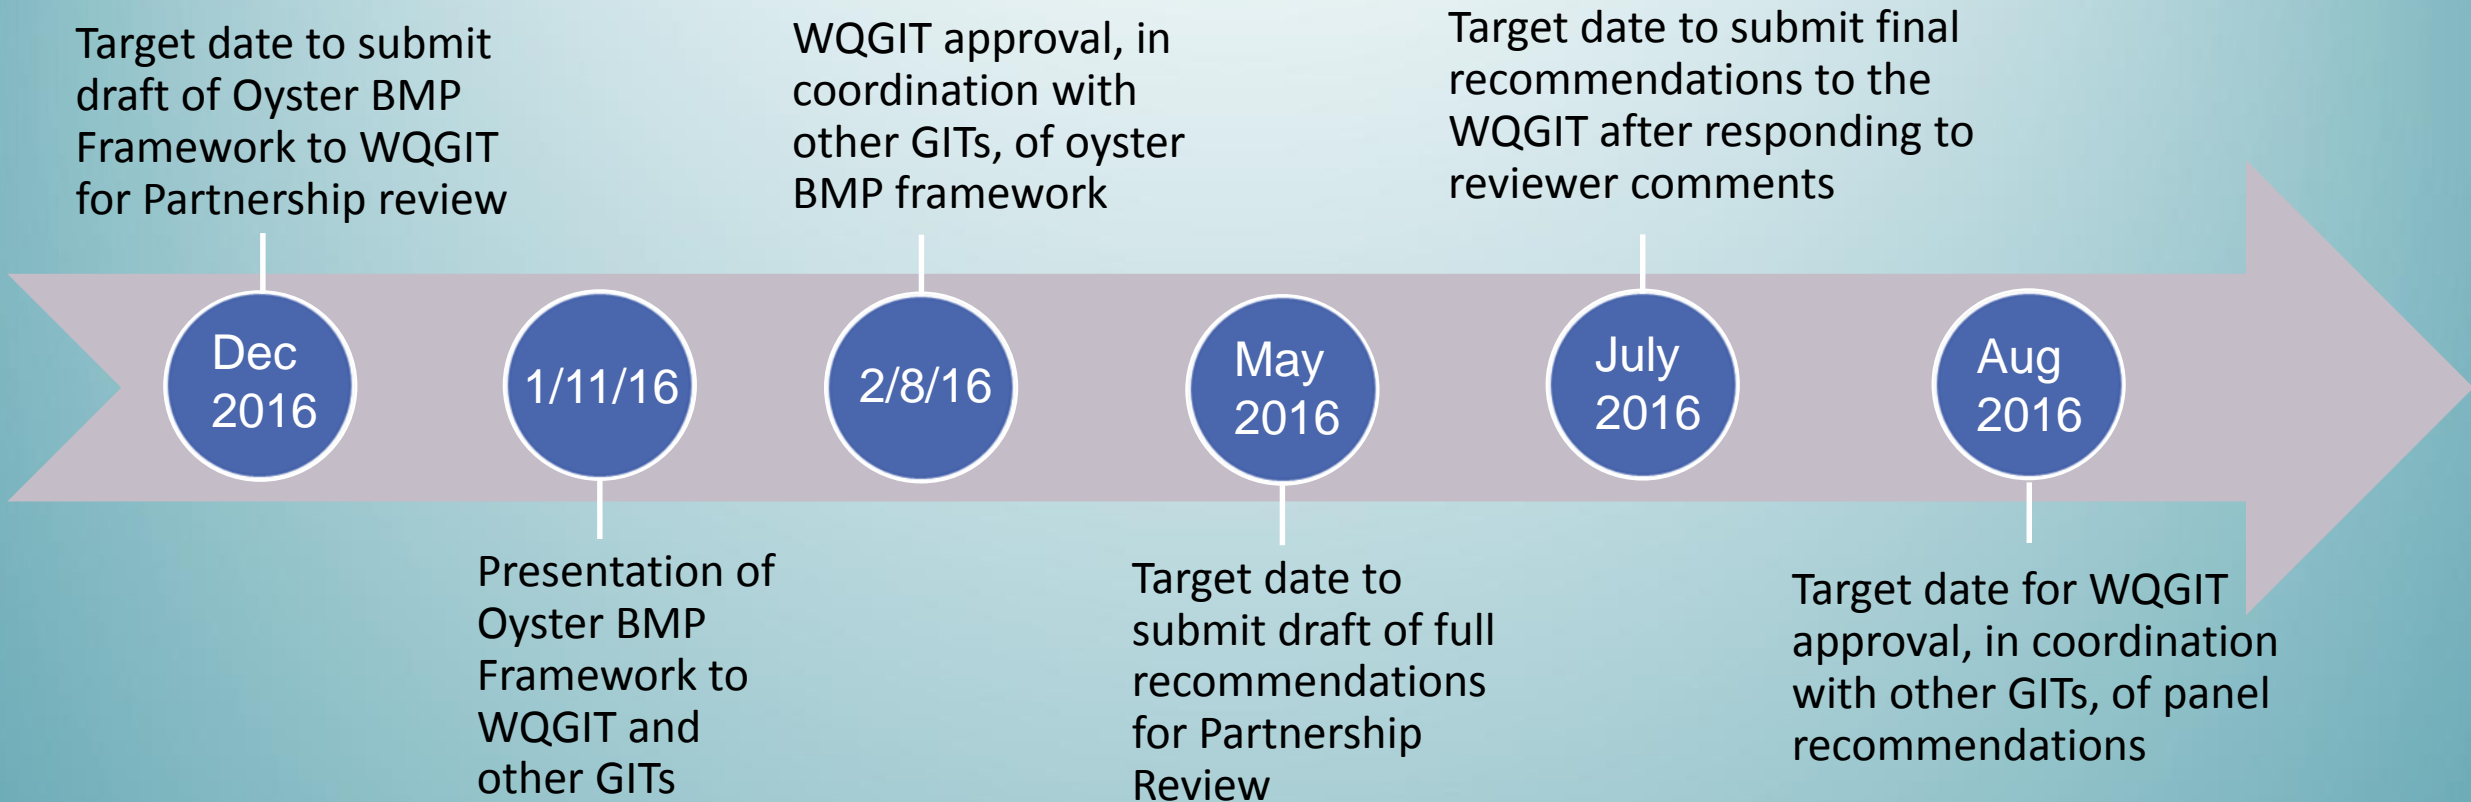 Target date to submit
draft of Oyster BMP
Framework to WQGIT
for Partnership review
WQGIT approval, in
coordination with
other GITs, of oyster
BMP framework
Target date to submit final
recommendations to the
WQGIT after responding to
reviewer comments
Dec
2016
1/11/16
2/8/16
May
2016
July
2016
Aug
2016
Presentation of
Oyster BMP
Framework to
WQGIT and
other GITs
Target date to
submit draft of full
recommendations
for Partnership
Review
Target date for WQGIT
approval, in coordination
with other GITs, of panel
recommendations